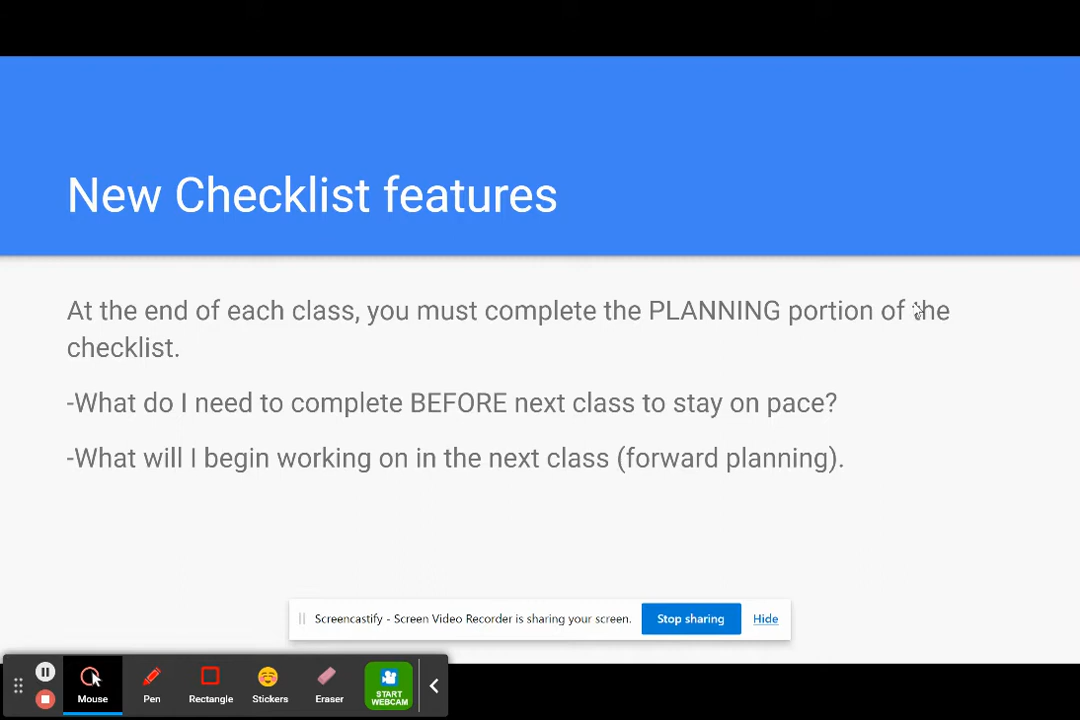 New Checklist features
At the end of each class, you must complete the PLANNING portion of the
checklist.
-What do I need to complete BEFORE next class to stay on pace?
-What will I begin working on in the next class (forward planning).
Screencastify - Screen Video Recorder is sharing your screen. Stop sharing Hide
Mouse Pen Rectangle Stickers Eraser START
WEBCAM